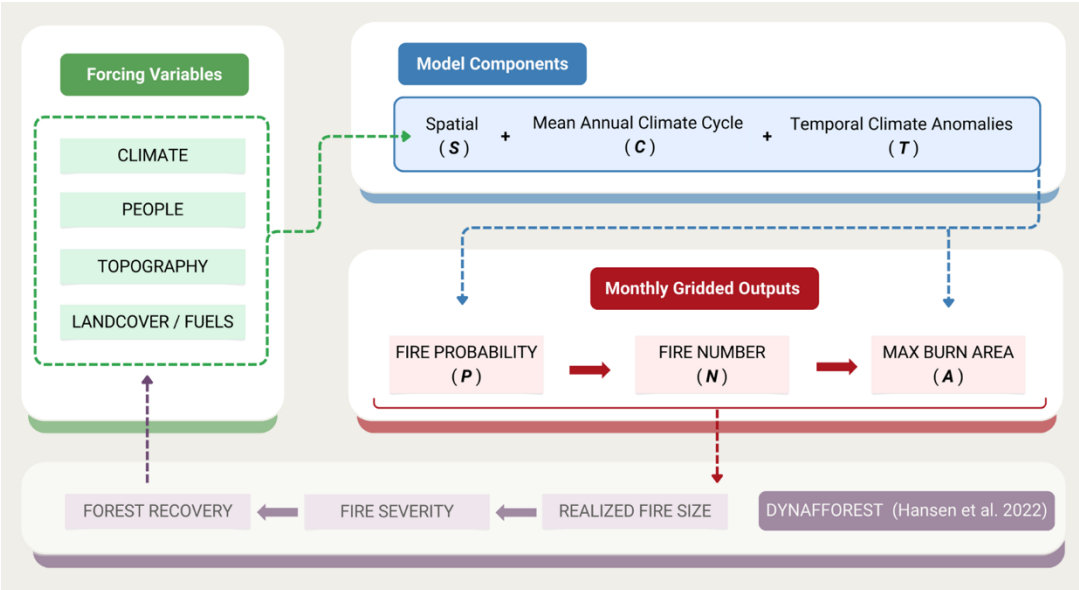 Forcing Variables
CLIMATE
PEOPLE
TOPOGRAPHY
LANDCOVER / FUELS
Model Components
Spatial + Mean Annual Climate Cycle + Temporal Climate Anomalies
( S ) ( C ) ( T )
Monthly Gridded Outputs
FIRE PROBABILITY FIRE NUMBER MAX BURN AREA
( P ) ( N ) ( A )
FOREST RECOVERY FIRE SEVERITY REALIZED FIRE SIZE DYNAFFOREST (Hansen et al. 2022)